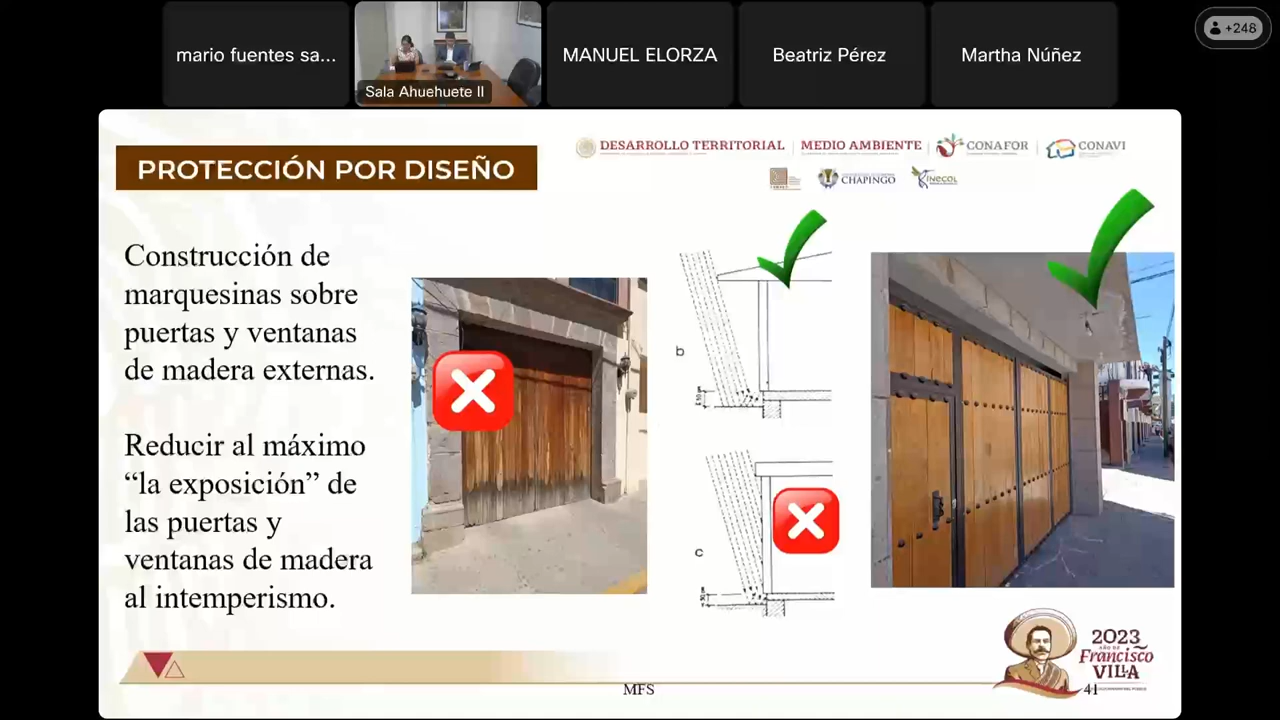 mario fuentes sa...
Sala Ahuehuete II
MANUEL ELORZA
Beatriz Pérez
Martha Núñez
+248
PROTECCIÓN POR DISEÑO
DESARROLLO TERRITORIAL
MEDIO AMBIENTE
CONAFOR
CONAVI
CHAPINGO
INECOL
Construcción de
marquesinas sobre
puertas y ventanas
de madera externas.
Reducir al máximo
“la exposición” de
las puertas y
ventanas de madera
al intemperismo.
b
c
2023
Francisco
VILLA
MFS
41